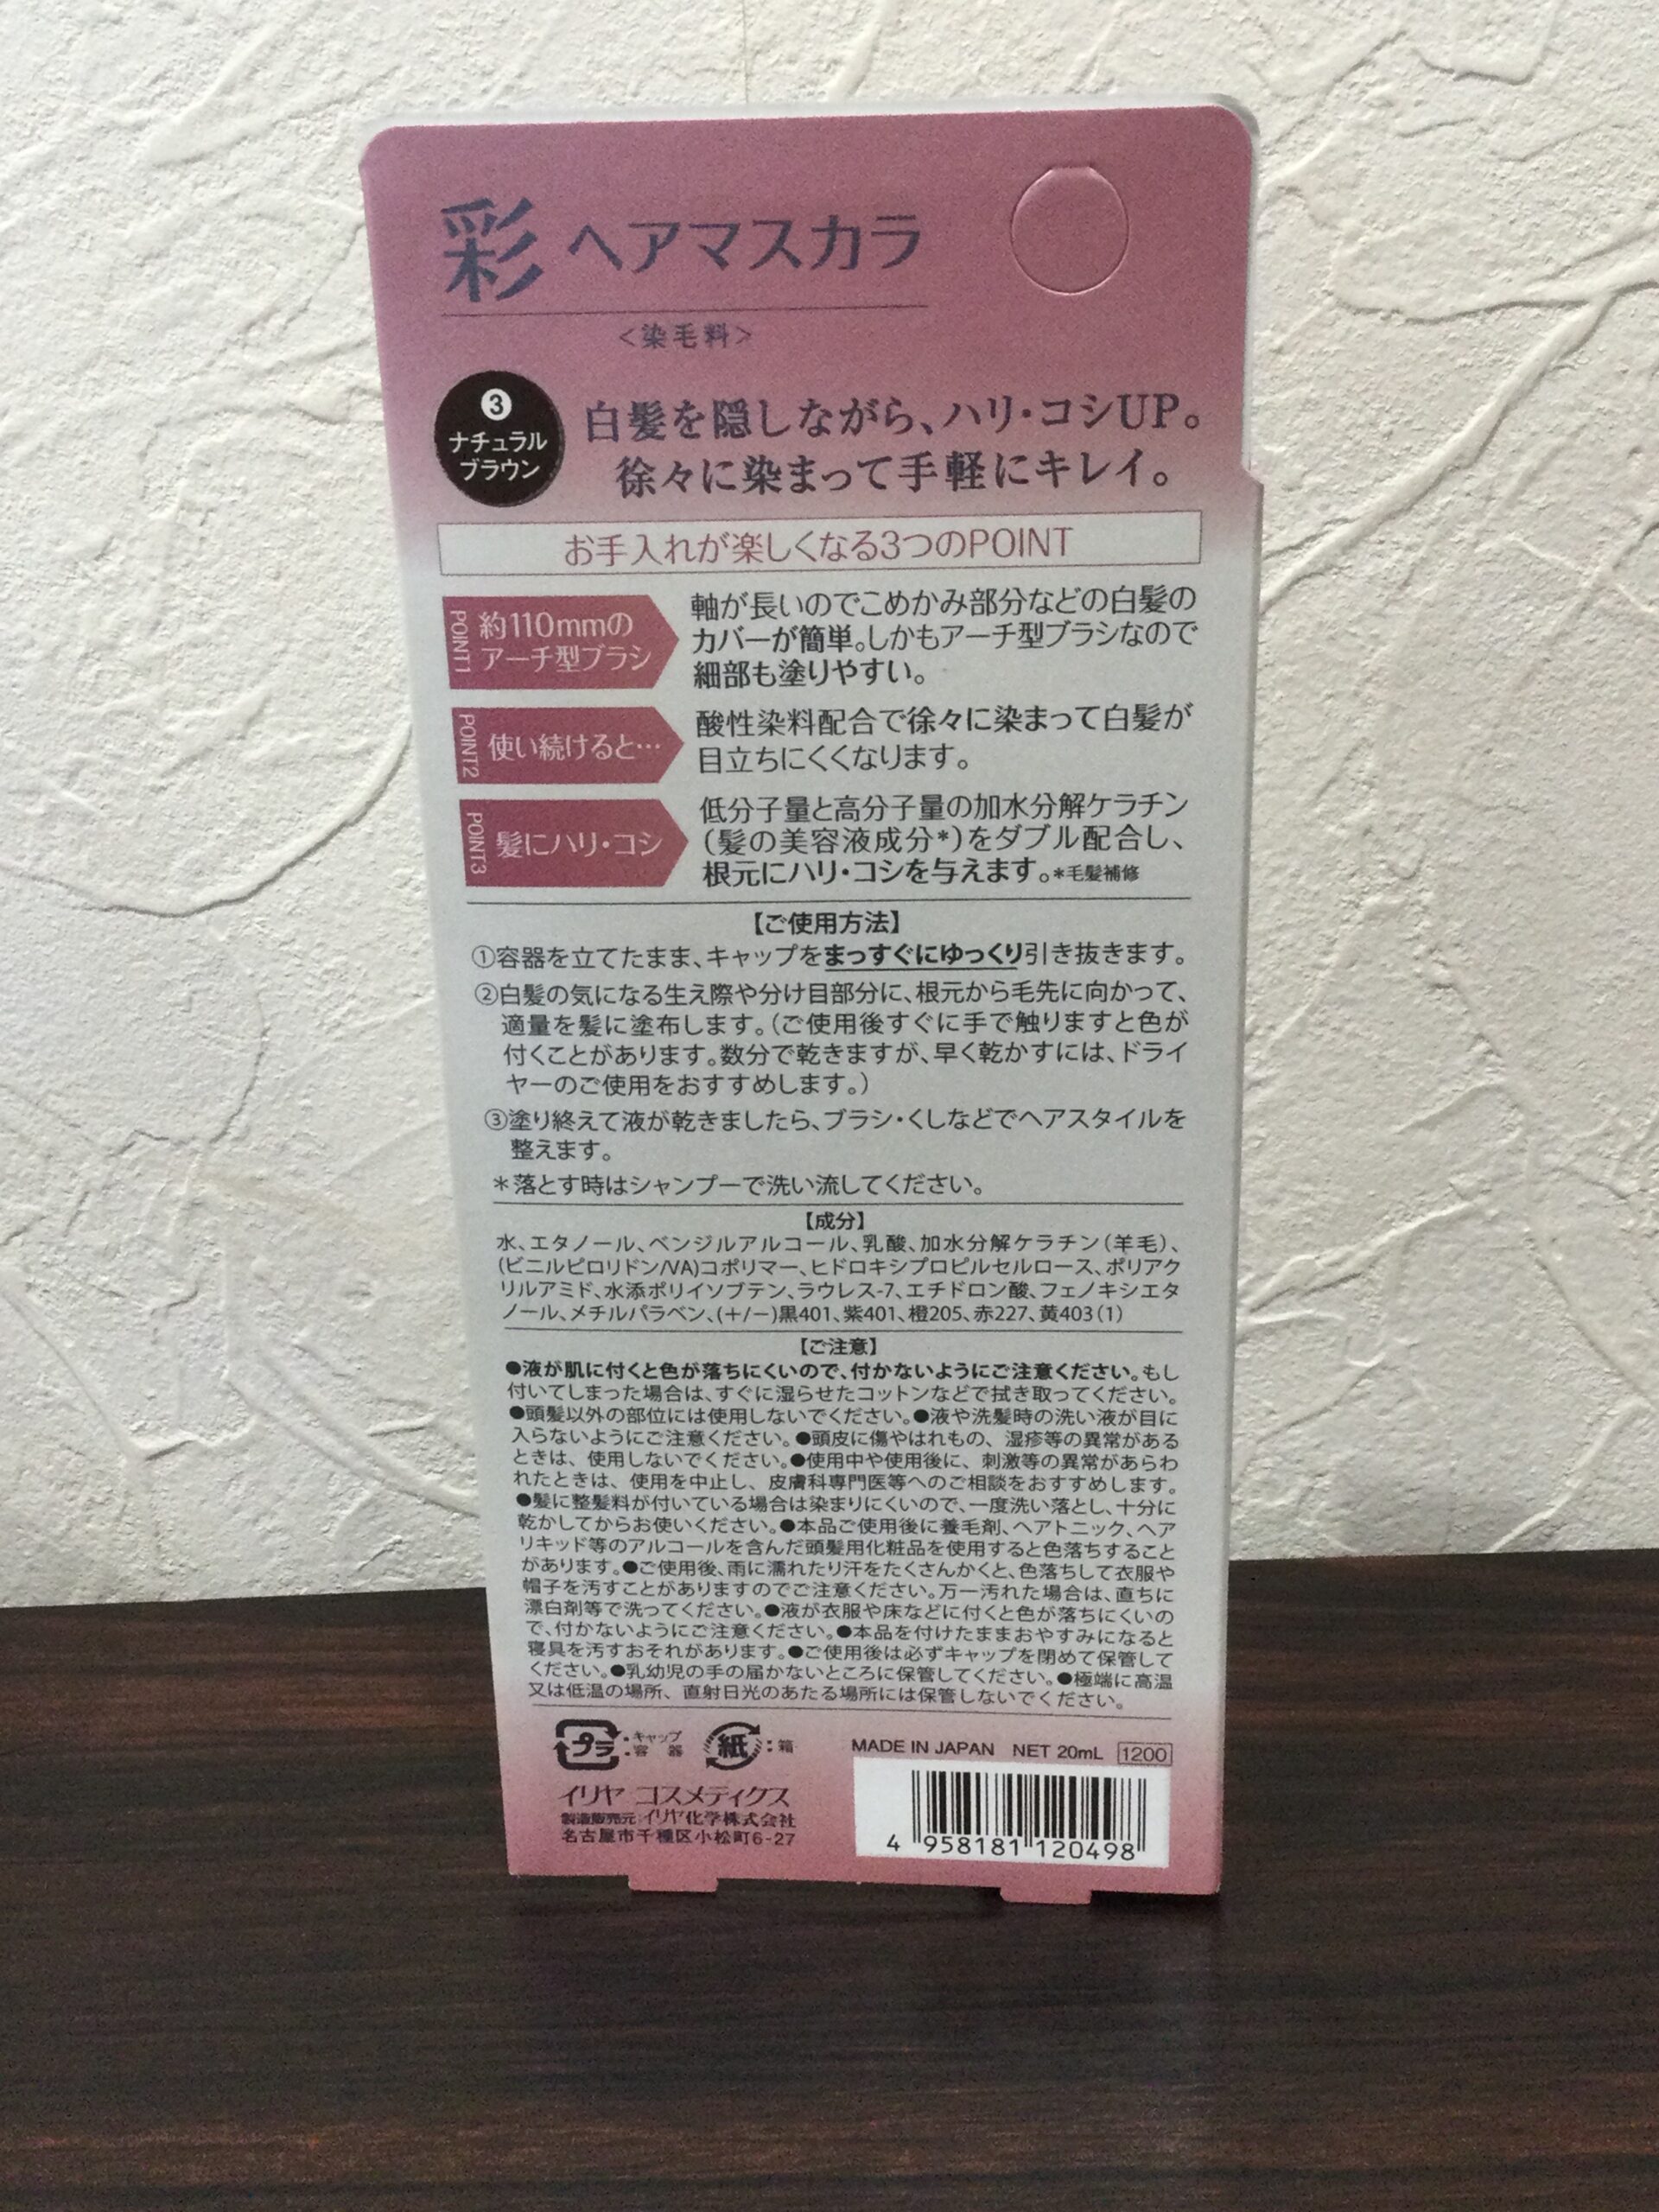 彩 ヘアマスカラ
＜染毛料＞
❸
ナチュラル
ブラウン
白髪を隠しながら、ハリ・コシUP。
徐々に染まって手軽にキレイ。
お手入れが楽しくなる3つのPOINT
POINT1
約110mmの
アーチ型ブラシ
軸が長いのでこめかみ部分などの白髪の
カバーが簡単。しかもアーチ型ブラシなので
細部も塗りやすい。
POINT2
使い続けると…
酸性染料配合で徐々に染まって白髪が
目立ちにくくなります。
POINT3
髪にハリ・コシ
低分子量と高分子量の加水分解ケラチン
（髪の美容液成分*）をダブル配合し、
根元にハリ・コシを与えます。*毛髪補修
【ご使用方法】
①容器を立てたまま、キャップをまっすぐにゆっくり引き抜きます。
②白髪の気になる生え際や分け目部分に、根元から毛先に向かって、
適量を髪に塗布します。（ご使用後すぐに手で触りますと色が
付くことがあります。数分で乾きますが、早く乾かすには、ドライ
ヤーのご使用をおすすめします。）
③塗り終えて液が乾きましたら、ブラシ・くしなどでヘアスタイルを
整えます。
＊落とす時はシャンプーで洗い流してください。
【成分】
水、エタノール、ベンジルアルコール、乳酸、加水分解ケラチン（羊毛）、
(ビニルピロリドン/VA)コポリマー、ヒドロキシプロピルセルロース、ポリアク
リルアミド、水添ポリイソブテン、ラウレス-7、エチドロン酸、フェノキシエタ
ノール、メチルパラベン、(+/−)黒401、紫401、橙205、赤227、黄403（1）
【ご注意】
●液が肌に付くと色が落ちにくいので、付かないようにご注意ください。もし
付いてしまった場合は、すぐに湿らせたコットンなどで拭き取ってください。
●頭髪以外の部位には使用しないでください。●液や洗髪時の洗い液が目に
入らないようにご注意ください。●頭皮に傷やはれもの、湿疹等の異常がある
ときは、使用しないでください。●使用中や使用後に、刺激等の異常があらわ
れたときは、使用を中止し、皮膚科専門医等へのご相談をおすすめします。
●髪に整髪料が付いている場合は染まりにくいので、一度洗い落とし、十分に
乾かしてからお使いください。●本品ご使用後に養毛剤、ヘアトニック、ヘア
リキッド等のアルコールを含んだ頭髪用化粧品を使用すると色落ちすること
があります。●ご使用後、雨に濡れたり汗をたくさんかくと、色落ちして衣服や
帽子を汚すことがありますのでご注意ください。万一汚れた場合は、直ちに
漂白剤等で洗ってください。●液が衣服や床などに付くと色が落ちにくいの
で、付かないようにご注意ください。●本品を付けたままおやすみになると
寝具を汚すおそれがあります。●ご使用後は必ずキャップを閉めて保管して
ください。●乳幼児の手の届かないところに保管してください。●極端に高温
又は低温の場所、直射日光のあたる場所には保管しないでください。
プラ：キャップ
：容器
紙：箱
MADE IN JAPAN NET 20mL 1200
イリヤ コスメティクス
製造販売元：イリヤ化学株式会社
名古屋市千種区小松町6-27
4 958181 120498